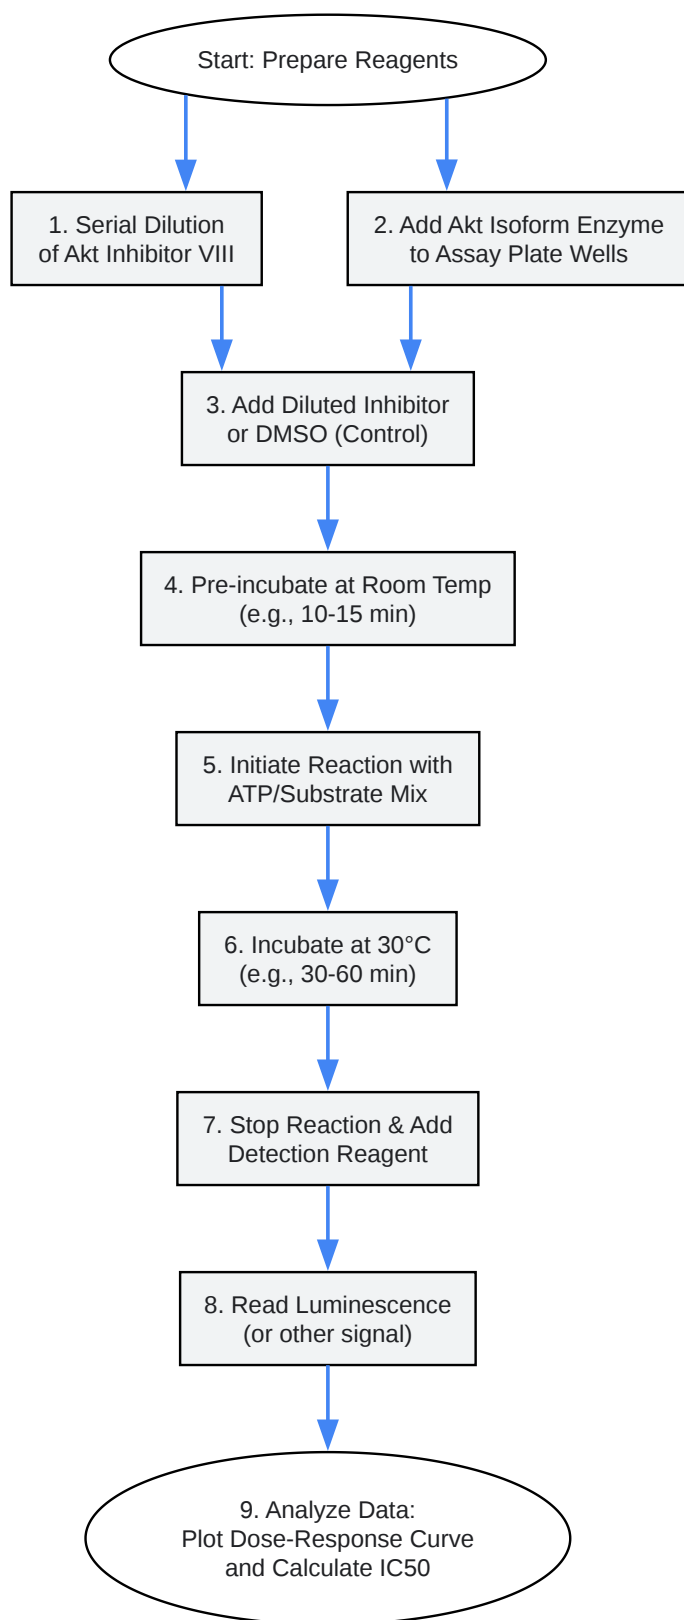 Start: Prepare Reagents
1. Serial Dilution
of Akt Inhibitor VIII
2. Add Akt Isoform Enzyme
to Assay Plate Wells
3. Add Diluted Inhibitor
or DMSO (Control)
4. Pre-incubate at Room Temp
(e.g., 10-15 min)
5. Initiate Reaction with
ATP/Substrate Mix
6. Incubate at 30°C
(e.g., 30-60 min)
7. Stop Reaction & Add
Detection Reagent
8. Read Luminescence
(or other signal)
9. Analyze Data:
Plot Dose-Response Curve
and Calculate IC50